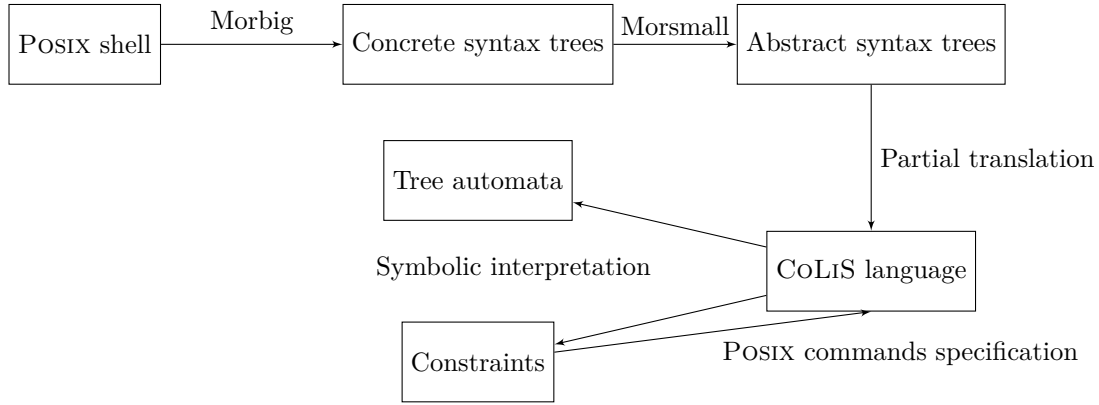 Morbig
Morsmall
POSIX shell
Concrete syntax trees
Abstract syntax trees
Partial translation
Tree automata
Symbolic interpretation
COLIS language
Constraints
POSIX commands specification